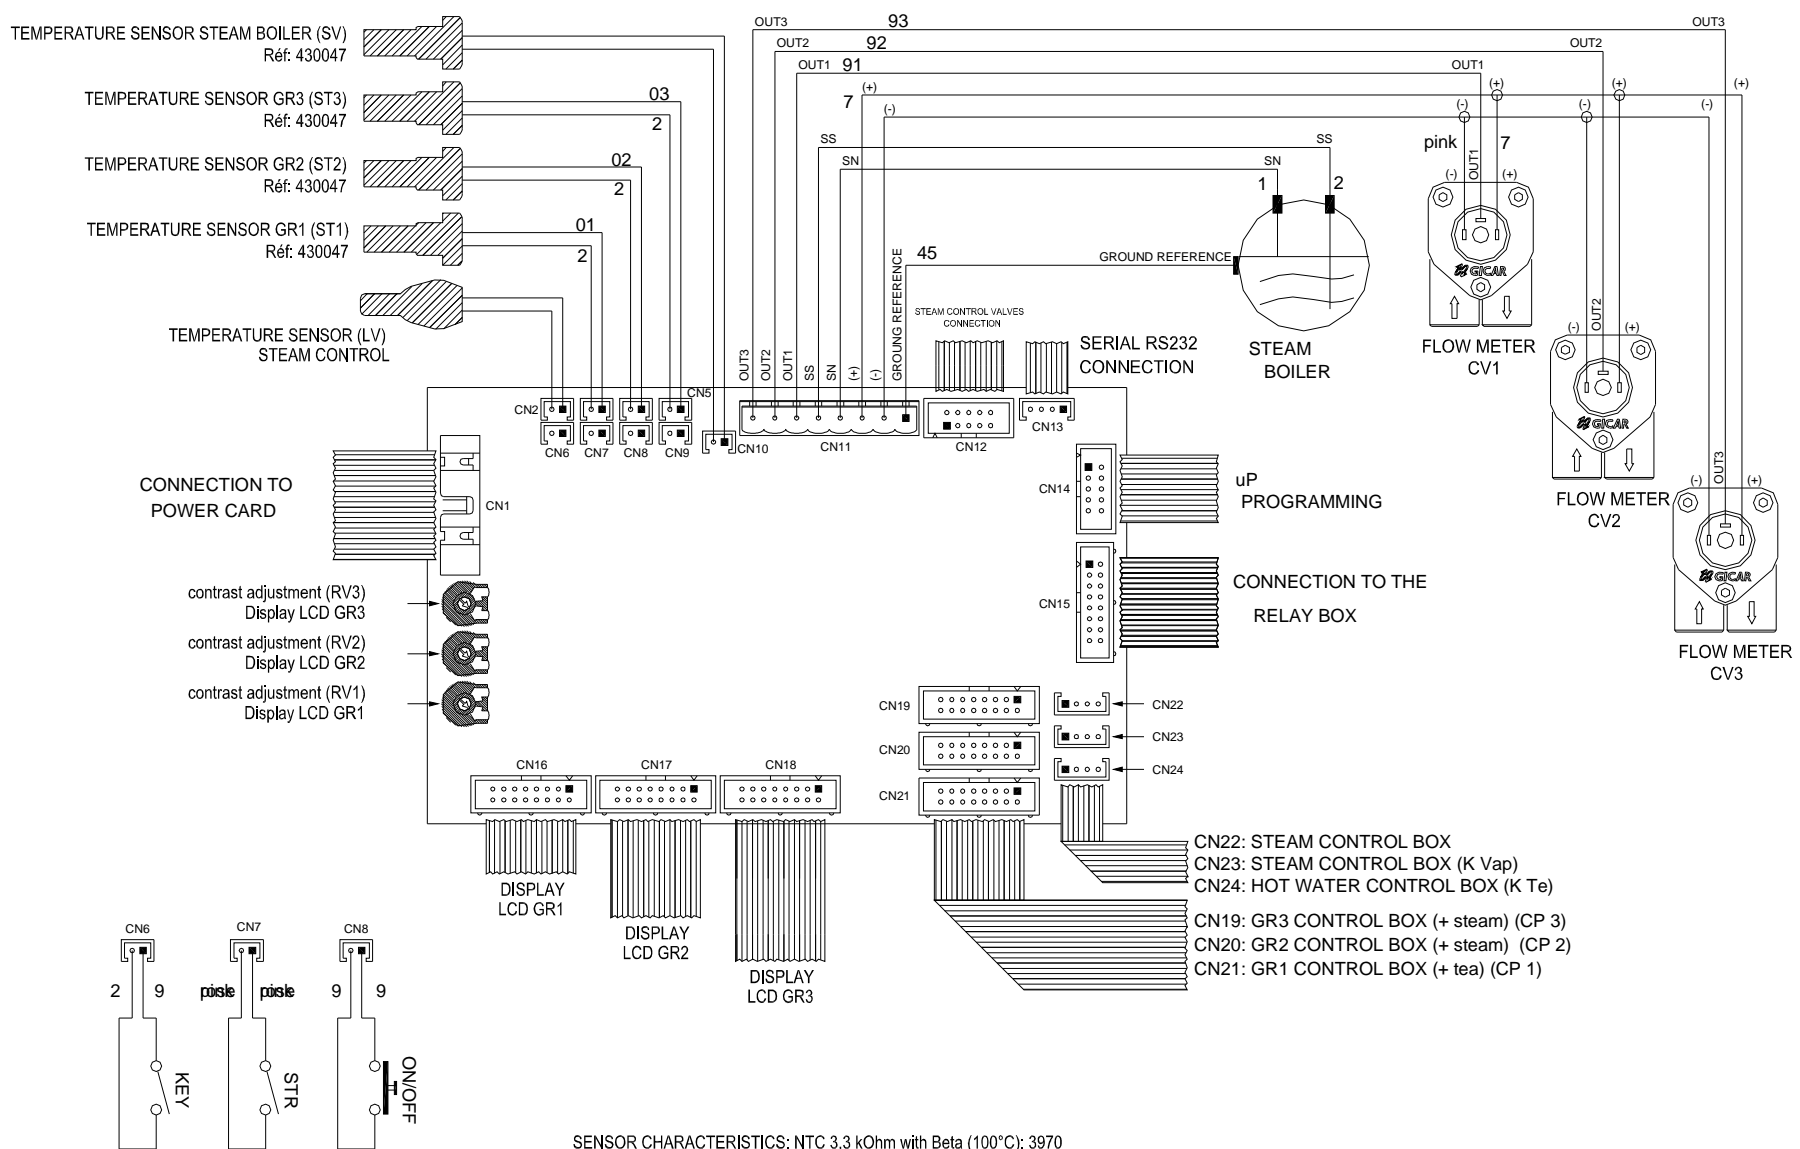 TEMPERATURE SENSOR STEAM BOILER (SV)
Réf: 430047
TEMPERATURE SENSOR GR3 (ST3)
Réf: 430047
03
2
TEMPERATURE SENSOR GR2 (ST2)
Réf: 430047
02
2
TEMPERATURE SENSOR GR1 (ST1)
Réf: 430047
01
2
TEMPERATURE SENSOR (LV)
STEAM CONTROL
OUT3
93
OUT3
OUT2
92
OUT2
OUT1
91
OUT1
(+)
(+)
(+)
(+)
7
(-)
(-)
(-)
(-)
SS
SS
SN
SN
1
2
45
GROUND REFERENCE
STEAM
BOILER
pink
7
OUT1
(-)
(+)
GICAR
FLOW METER
CV1
OUT2
(-)
(+)
GICAR
FLOW METER
CV2
OUT3
(-)
(+)
GICAR
FLOW METER
CV3
OUT3
OUT2
OUT1
SS
SN
(+)
(-)
GROUNG REFERENCE
STEAM CONTROL VALVES
CONNECTION
SERIAL RS232
CONNECTION
CN2
CN5
CN6
CN7
CN8
CN9
CN10
CN11
CN12
CN13
CONNECTION TO
POWER CARD
CN1
CN14
uP
PROGRAMMING
CN15
CONNECTION TO THE
RELAY BOX
contrast adjustment (RV3)
Display LCD GR3
contrast adjustment (RV2)
Display LCD GR2
contrast adjustment (RV1)
Display LCD GR1
CN19
CN22
CN20
CN23
CN21
CN24
CN16
CN17
CN18
DISPLAY
LCD GR1
DISPLAY
LCD GR2
DISPLAY
LCD GR3
CN22: STEAM CONTROL BOX
CN23: STEAM CONTROL BOX (K Vap)
CN24: HOT WATER CONTROL BOX (K Te)
CN19: GR3 CONTROL BOX (+ steam) (CP 3)
CN20: GR2 CONTROL BOX (+ steam) (CP 2)
CN21: GR1 CONTROL BOX (+ tea) (CP 1)
CN6
2
9
KEY
CN7
STR
CN8
9
9
ON/OFF
SENSOR CHARACTERISTICS: NTC 3,3 kOhm with Beta (100°C): 3970